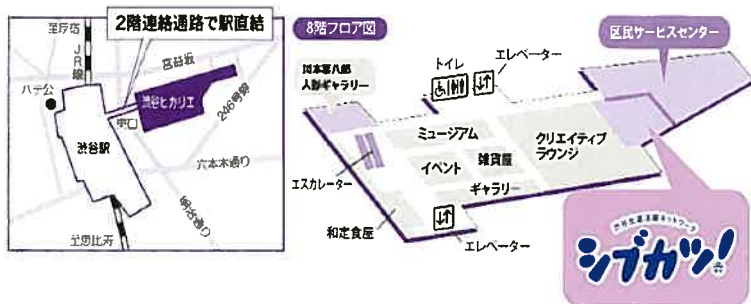 2階連絡通路で駅直結
JR線
宮益坂
ハチ公
渋谷ヒカリエ
246号線
東口
渋谷駅
六本木通り
明治通り
至恵比寿
8階フロア図
区民サービスセンター
エレベーター
トイレ
川本喜八郎
人形ギャラリー
ミュージアム
クリエイティブ
ラウンジ
雑貨屋
イベント
エスカレーター
ギャラリー
和定食屋
エレベーター
シブカツ!